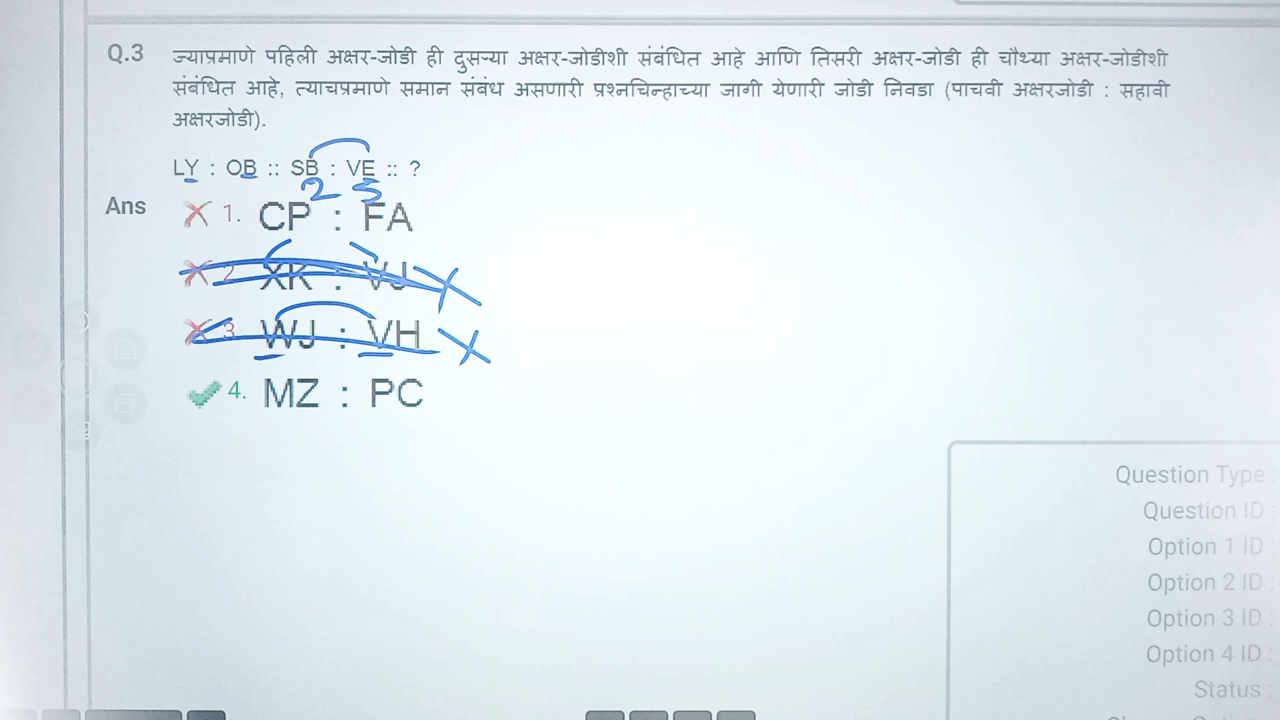 Q.3 ज्याप्रमाणे पहिली अक्षर-जोडी ही दुसऱ्या अक्षर-जोडीशी संबंधित आहे आणि तिसरी अक्षर-जोडी ही चौथ्या अक्षर-जोडीशी
संबंधित आहे, त्याचप्रमाणे समान संबंध असणारी प्रश्नचिन्हाच्या जागी येणारी जोडी निवडा (पाचवी अक्षरजोडी : सहावी
अक्षरजोडी).
LY : OB :: SB : VE :: ?
2 5
Ans 1. CP : FA
2 XK : VJ
3 WJ : VH
4. MZ : PC
Question Type :
Question ID :
Option 1 ID :
Option 2 ID :
Option 3 ID :
Option 4 ID :
Status :